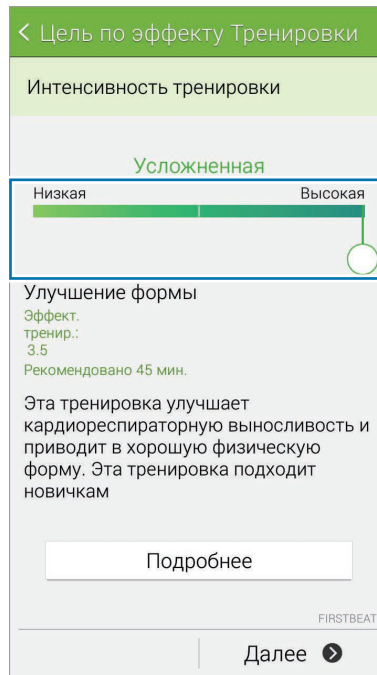 Цель по эффекту Тренировки
Интенсивность тренировки
Усложненная
Низкая Высокая
Улучшение формы
Эффект.
тренир.:
3.5
Рекомендовано 45 мин.
Эта тренировка улучшает
кардиореспираторную выносливость и
приводит в хорошую физическую
форму. Эта тренировка подходит
новичкам
Подробнее
FIRSTBEAT
Далее